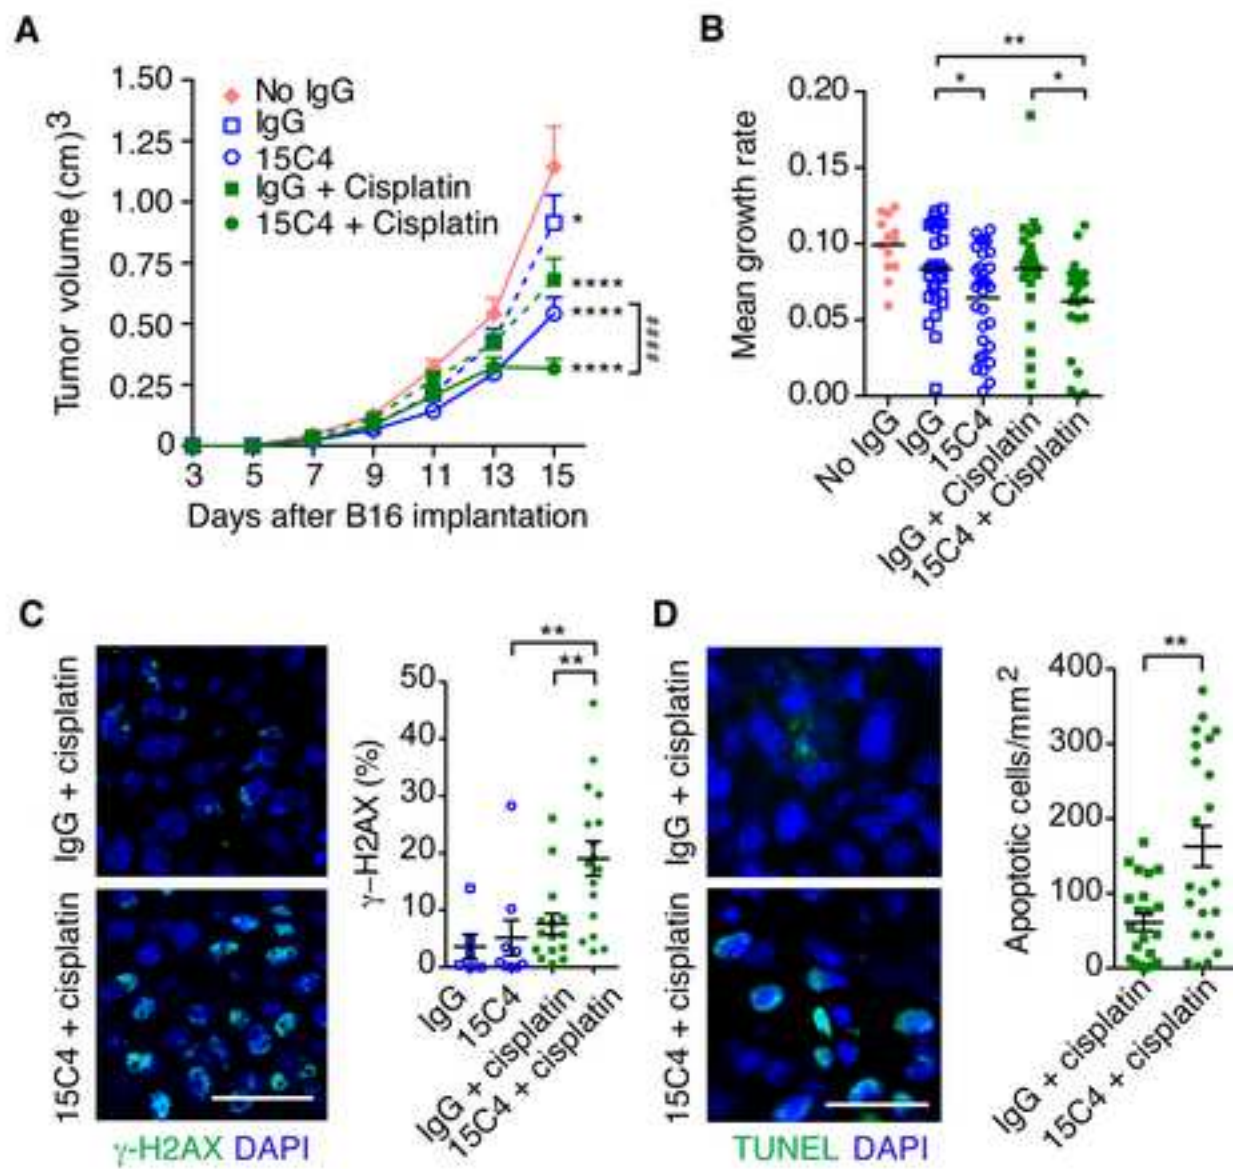 A
Tumor volume (cm)3
1.50
1.25
1.00
0.75
0.50
0.25
0
No IgG
IgG
15C4
IgG + Cisplatin
15C4 + Cisplatin
*
****
****
****
####
3 5 7 9 11 13 15
Days after B16 implantation
B
Mean growth rate
0.20
0.15
0.10
0.05
0.00
**
* *
No IgG
IgG
15C4
IgG + Cisplatin
15C4 + Cisplatin
C
IgG + cisplatin
15C4 + cisplatin
γ-H2AX DAPI
γ–H2AX (%)
50
40
30
20
10
0
**
**
IgG
15C4
IgG + cisplatin
15C4 + cisplatin
D
IgG + cisplatin
15C4 + cisplatin
TUNEL DAPI
Apoptotic cells/mm2
400
300
200
100
0
**
IgG + cisplatin
15C4 + cisplatin